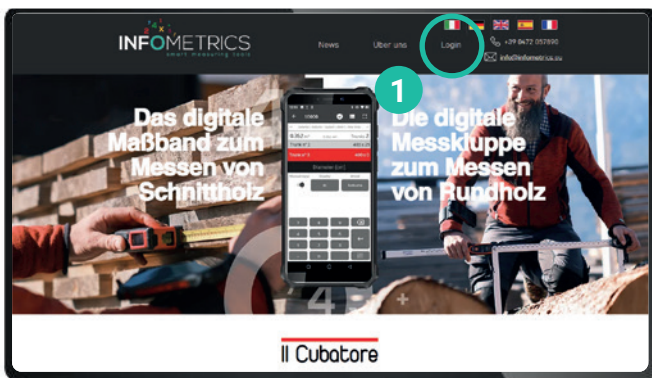 INFOMETRICS
smart measuring tools
News
Über uns
Login
+39 0472 057890
info@infometrics.eu
1
Das digitale
Maßband zum
Messen von
Schnittholz
Die digitale
Messkluppe
zum Messen
von Rundholz
Il Cubatore